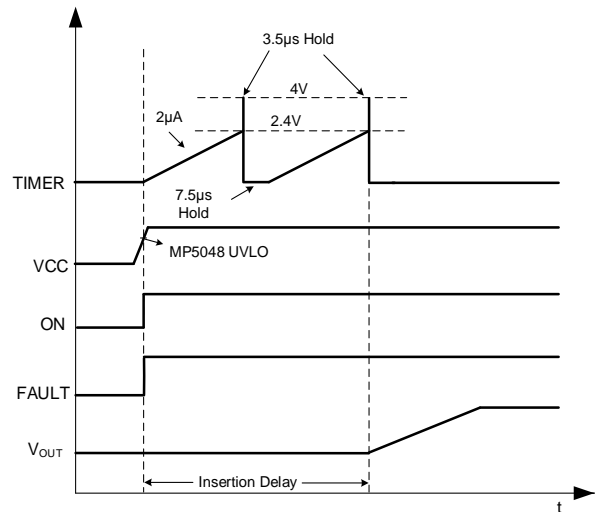 3.5µs Hold
4V
2µA
2.4V
TIMER
7.5µs
Hold
MP5048 UVLO
VCC
ON
FAULT
VOUT
Insertion Delay
t